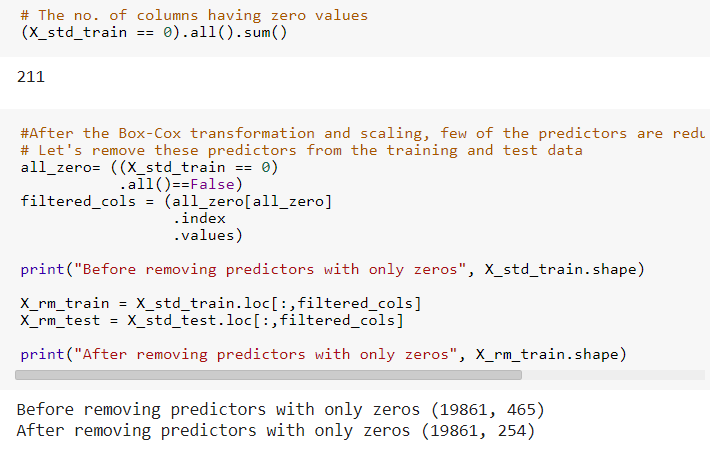 # The no. of columns having zero values
(X_std_train == 0).all().sum()
211
#After the Box-Cox transformation and scaling, few of the predictors are redu
# Let's remove these predictors from the training and test data
all_zero= ((X_std_train == 0)
.all()==False)
filtered_cols = (all_zero[all_zero]
.index
.values)
print("Before removing predictors with only zeros", X_std_train.shape)
X_rm_train = X_std_train.loc[:,filtered_cols]
X_rm_test = X_std_test.loc[:,filtered_cols]
print("After removing predictors with only zeros", X_rm_train.shape)
Before removing predictors with only zeros (19861, 465)
After removing predictors with only zeros (19861, 254)